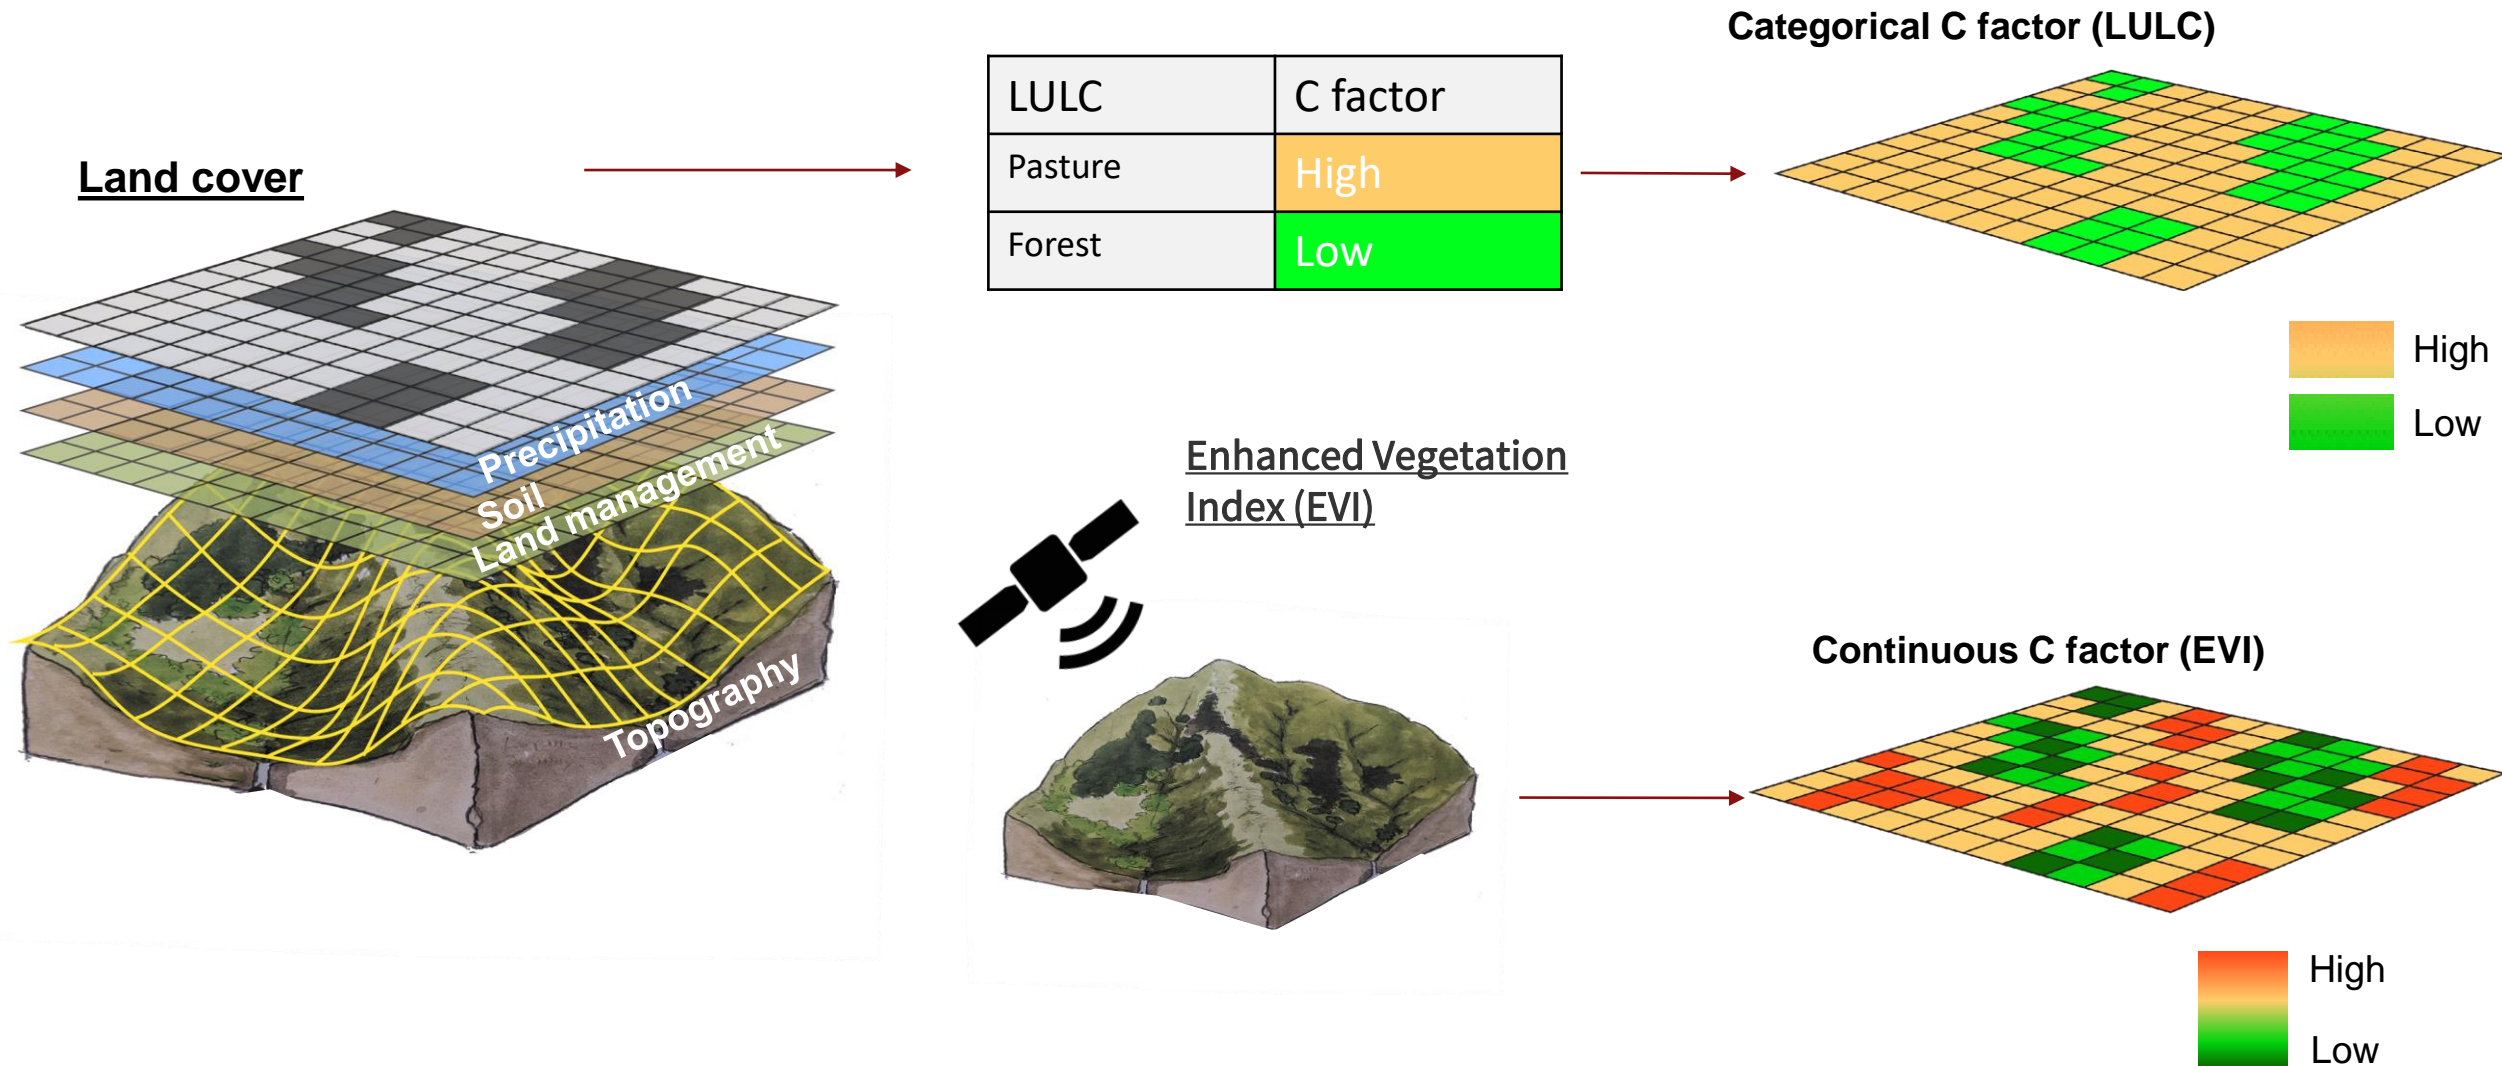 Categorical C factor (LULC)
LULC C factor
Pasture High
Forest Low
Land cover
High
Low
Precipitation
Soil
Land management
Topography
Enhanced Vegetation
Index (EVI)
Continuous C factor (EVI)
High
Low